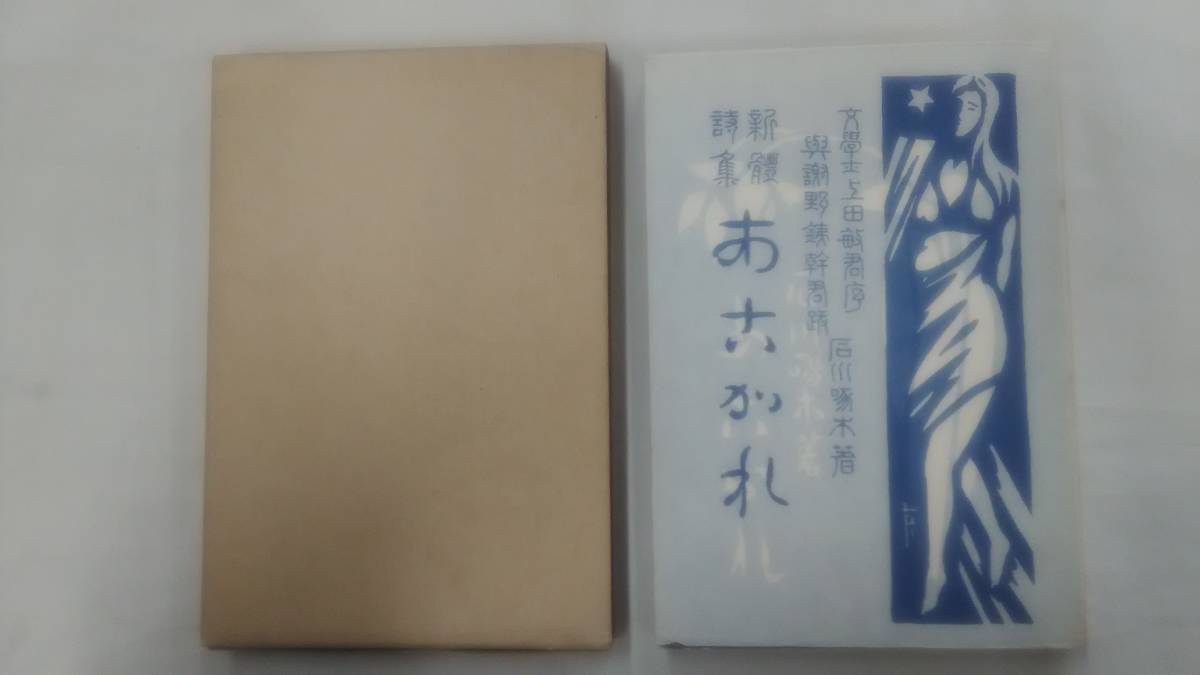 文學士上田敏君序
與謝野鉄幹君跋
石川啄木著
新體
詩集
あこがれ